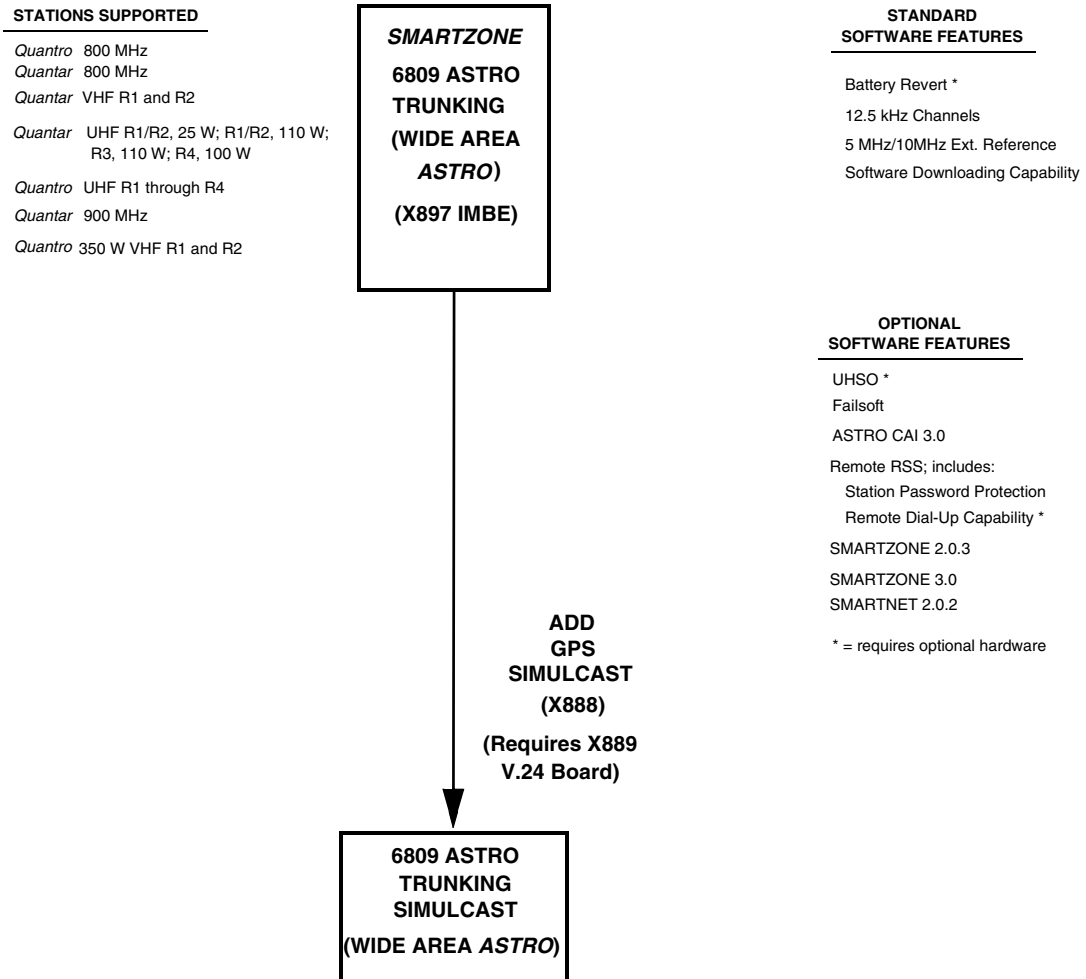 STATIONS SUPPORTED
Quantro 800 MHz
Quantar 800 MHz
Quantar VHF R1 and R2
Quantar UHF R1/R2, 25 W; R1/R2, 110 W;
R3, 110 W; R4, 100 W
Quantro UHF R1 through R4
Quantar 900 MHz
Quantro 350 W VHF R1 and R2
SMARTZONE
6809 ASTRO
TRUNKING
(WIDE AREA
ASTRO)
(X897 IMBE)
STANDARD
SOFTWARE FEATURES
Battery Revert *
12.5 kHz Channels
5 MHz/10MHz Ext. Reference
Software Downloading Capability
OPTIONAL
SOFTWARE FEATURES
UHSO *
Failsoft
ASTRO CAI 3.0
Remote RSS; includes:
Station Password Protection
Remote Dial-Up Capability *
SMARTZONE 2.0.3
SMARTZONE 3.0
SMARTNET 2.0.2
* = requires optional hardware
ADD
GPS
SIMULCAST
(X888)
(Requires X889
V.24 Board)
6809 ASTRO
TRUNKING
SIMULCAST
(WIDE AREA ASTRO)